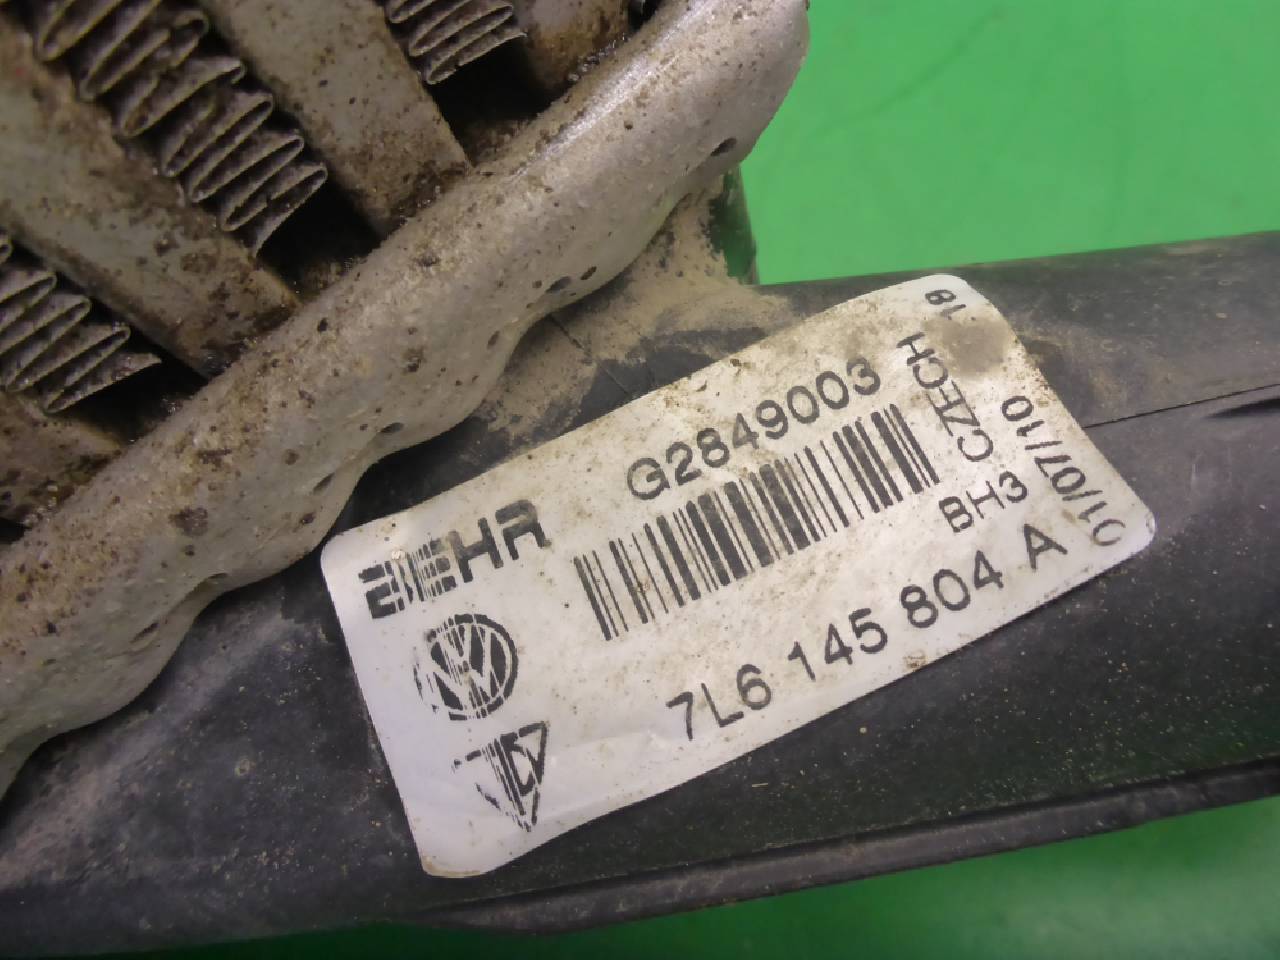 BEHR
G2849003
7L6 145 804 A
BH3 CZECH
01/07/10
18